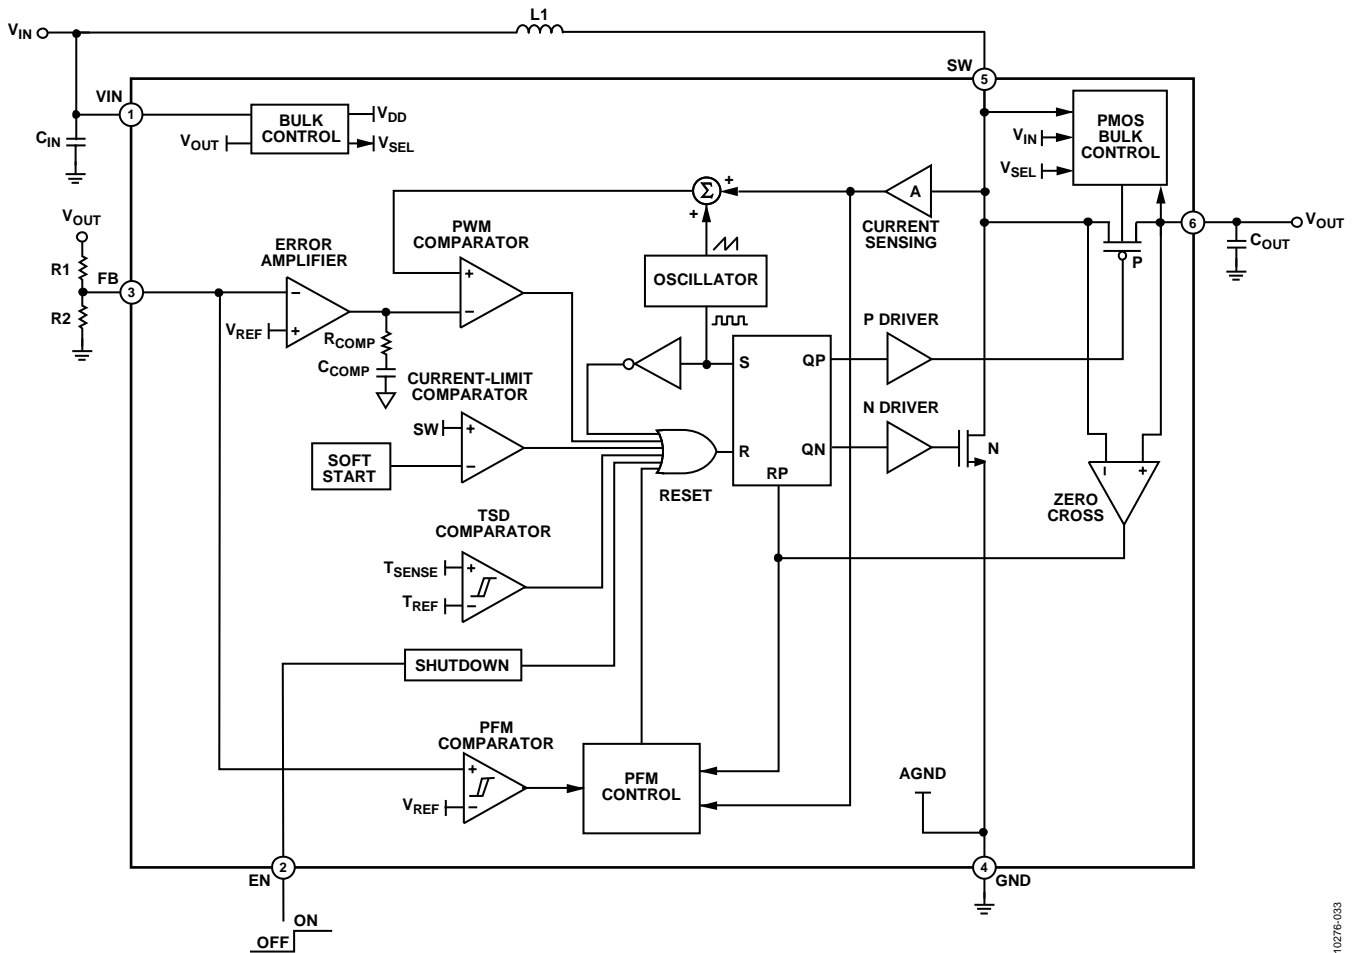 L1
VIN
SW
5
VIN
1
BULK
CONTROL
VDD
VOUT
VSEL
CIN
PMOS
BULK
CONTROL
VIN
VSEL
+
Σ
+
A
CURRENT
SENSING
VOUT
R1
FB
3
R2
ERROR
AMPLIFIER
−
VREF
+
PWM
COMPARATOR
+
−
RCOMP
CCOMP
OSCILLATOR
6
VOUT
COUT
P
P DRIVER
S
QP
N DRIVER
R
QN
RP
N
CURRENT-LIMIT
COMPARATOR
SW
+
−
SOFT
START
RESET
−
+
ZERO
CROSS
TSD
COMPARATOR
TSENSE
+
TREF
−
SHUTDOWN
PFM
COMPARATOR
+
VREF
−
PFM
CONTROL
AGND
2
EN
4
GND
ON
OFF
10276-033